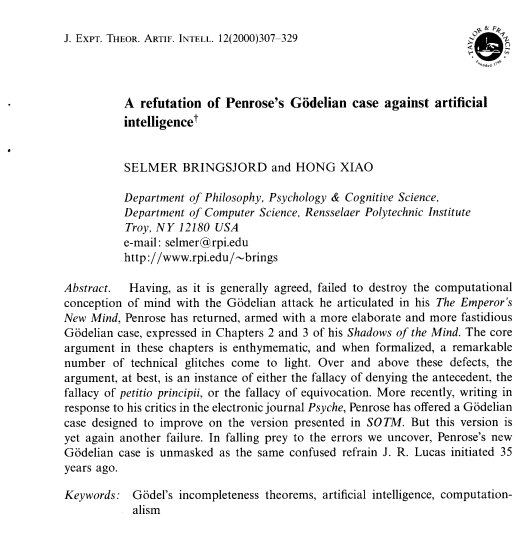 J. EXPT. THEOR. ARTIF. INTELL. 12(2000)307–329
TAYLOR & FRANCIS
A refutation of Penrose's Gödelian case against artificial
intelligence†
SELMER BRINGSJORD and HONG XIAO
Department of Philosophy, Psychology & Cognitive Science,
Department of Computer Science, Rensselaer Polytechnic Institute
Troy, NY 12180 USA
e-mail: selmer@rpi.edu
http://www.rpi.edu/~brings
Abstract. Having, as it is generally agreed, failed to destroy the computational
conception of mind with the Gödelian attack he articulated in his The Emperor's
New Mind, Penrose has returned, armed with a more elaborate and more fastidious
Gödelian case, expressed in Chapters 2 and 3 of his Shadows of the Mind. The core
argument in these chapters is enthymematic, and when formalized, a remarkable
number of technical glitches come to light. Over and above these defects, the
argument, at best, is an instance of either the fallacy of denying the antecedent, the
fallacy of petitio principii, or the fallacy of equivocation. More recently, writing in
response to his critics in the electronic journal Psyche, Penrose has offered a Gödelian
case designed to improve on the version presented in SOTM. But this version is
yet again another failure. In falling prey to the errors we uncover, Penrose's new
Gödelian case is unmasked as the same confused refrain J. R. Lucas initiated 35
years ago.
Keywords: Gödel's incompleteness theorems, artificial intelligence, computation-
alism